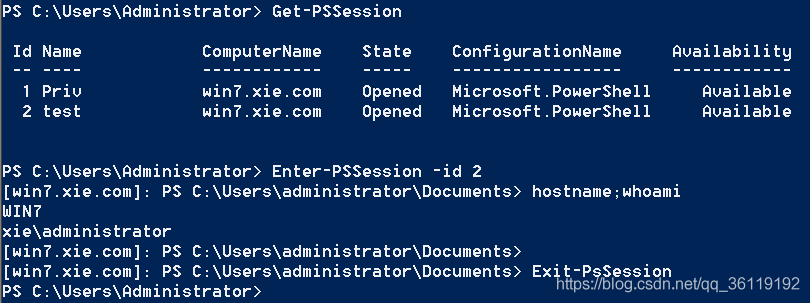 PS C:\Users\Administrator> Get-PSSession
Id Name ComputerName State ConfigurationName Availability
-- ---- ------------ ----- ----------------- ------------
1 Priv win7.xie.com Opened Microsoft.PowerShell Available
2 test win7.xie.com Opened Microsoft.PowerShell Available
PS C:\Users\Administrator> Enter-PSSession -id 2
[win7.xie.com]: PS C:\Users\administrator\Documents> hostname;whoami
WIN7
xie\administrator
[win7.xie.com]: PS C:\Users\administrator\Documents>
[win7.xie.com]: PS C:\Users\administrator\Documents> Exit-PsSession
PS C:\Users\Administrator>
https://blog.csdn.net/qq_36119192